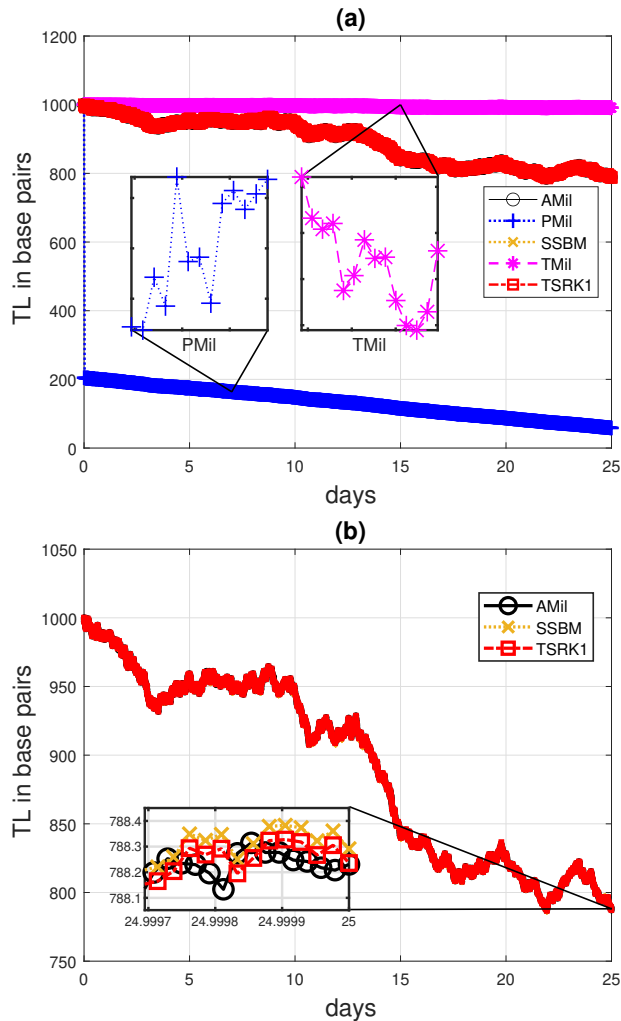 (a)
1200
1000
800
600
400
200
0
TL in base pairs
AMil
PMil
SSBM
TMil
TSRK1
PMil
TMil
0 5 10 15 20 25
days
(b)
1050
1000
950
900
850
800
750
TL in base pairs
AMil
SSBM
TSRK1
788.4
788.3
788.2
788.1
24.9997 24.9998 24.9999 25
0 5 10 15 20 25
days